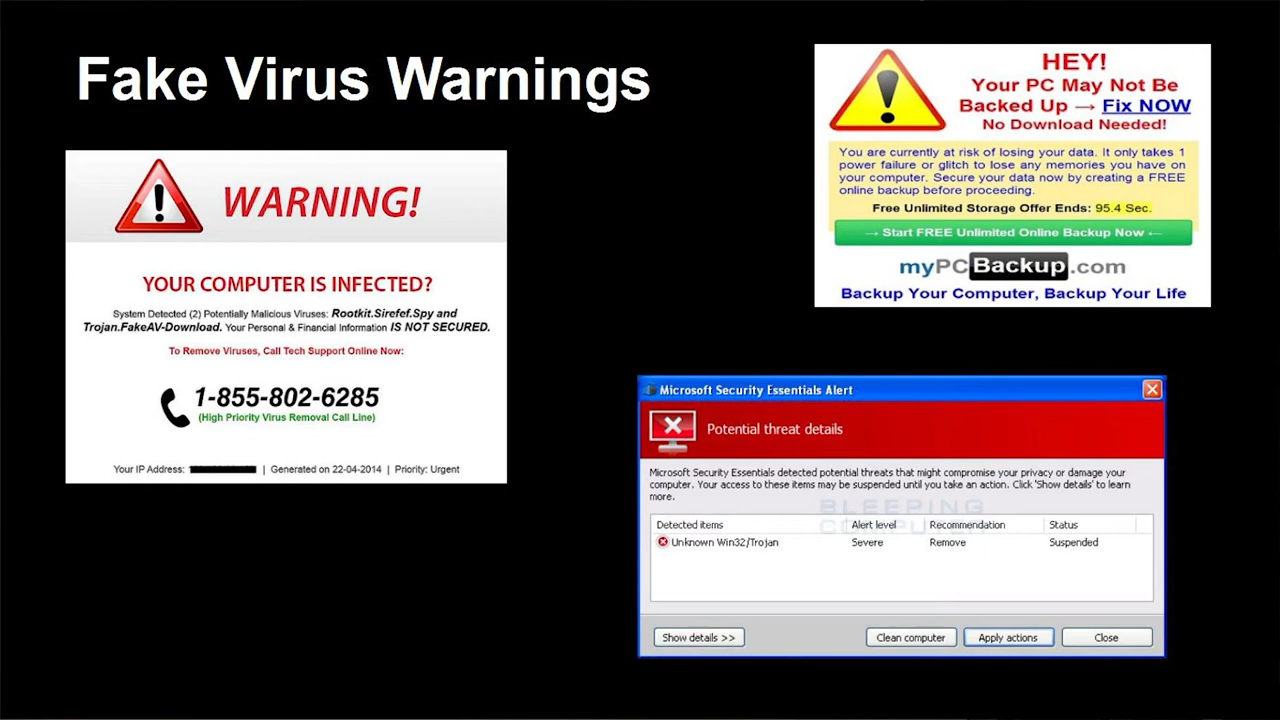 Fake Virus Warnings
WARNING!
YOUR COMPUTER IS INFECTED?
System Detected (2) Potentially Malicious Viruses: Rootkit.Sirefef.Spy and
Trojan.FakeAV-Download. Your Personal & Financial Information IS NOT SECURED.
To Remove Viruses, Call Tech Support Online Now:
1-855-802-6285
(High Priority Virus Removal Call Line)
Your IP Address: | Generated on 22-04-2014 | Priority: Urgent
HEY!
Your PC May Not Be
Backed Up → Fix NOW
No Download Needed!
You are currently at risk of losing your data. It only takes 1
power failure or glitch to lose any memories you have on
your computer. Secure your data now by creating a FREE
online backup before proceeding.
Free Unlimited Storage Offer Ends: 95.4 Sec.
→ Start FREE Unlimited Online Backup Now ←
myPCBackup.com
Backup Your Computer, Backup Your Life
Microsoft Security Essentials Alert
Potential threat details
Microsoft Security Essentials detected potential threats that might compromise your privacy or damage your
computer. Your access to these items may be suspended until you take an action. Click 'Show details' to learn
more.
BLEEPING
COMPUTER
Detected items Alert level Recommendation Status
Unknown Win32/Trojan Severe Remove Suspended
Show details >> Clean computer Apply actions Close